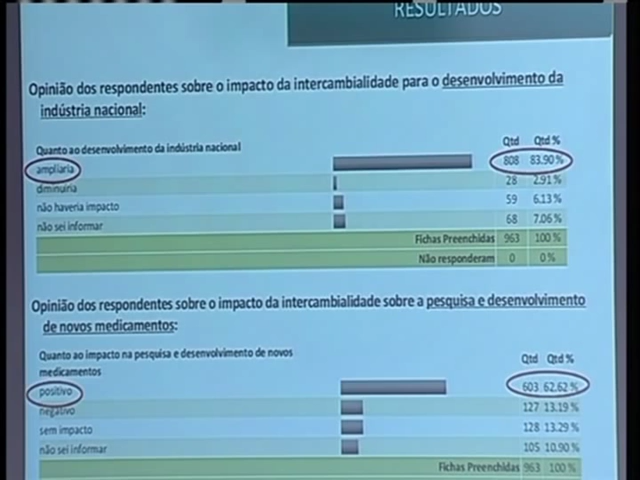 RESULTADOS
Opinião dos respondentes sobre o impacto da intercambialidade para o desenvolvimento da
indústria nacional:
Quanto ao desenvolvimento da indústria nacional Qtd Qtd %
ampliaria 808 83.90 %
diminuiria 28 2.91 %
não haveria impacto 59 6.13 %
não sei informar 68 7.06 %
Fichas Preenchidas 963 100 %
Não responderam 0 0 %
Opinião dos respondentes sobre o impacto da intercambialidade sobre a pesquisa e desenvolvimento
de novos medicamentos:
Quanto ao impacto na pesquisa e desenvolvimento de novos
medicamentos Qtd Qtd %
positivo 603 62.62 %
negativo 127 13.19 %
sem impacto 128 13.29 %
não sei informar 105 10.90 %
Fichas Preenchidas 963 100 %